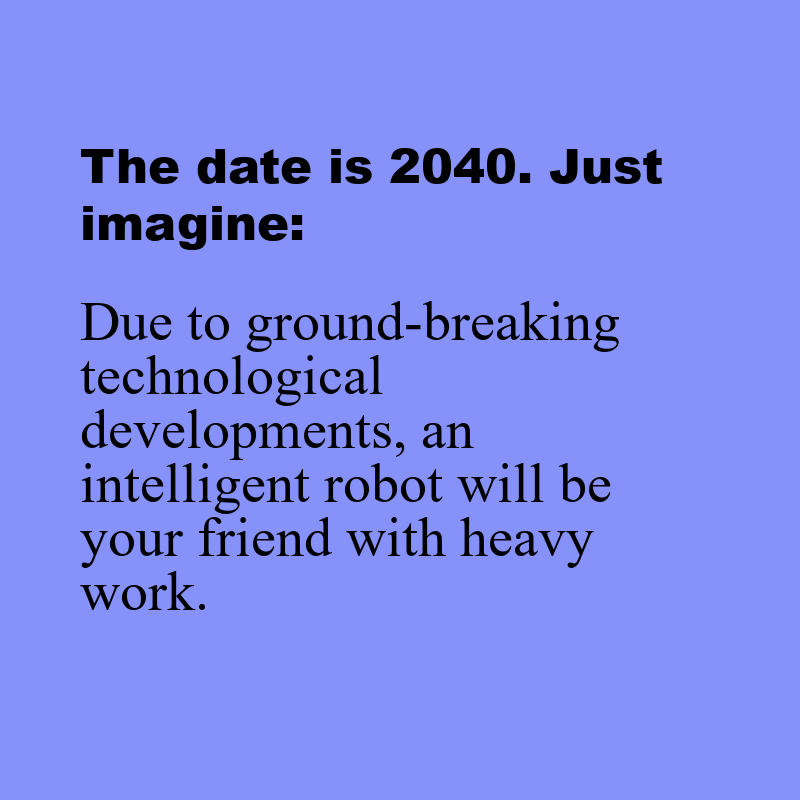 The date is 2040. Just
imagine:
Due to ground-breaking
technological
developments, an
intelligent robot will be
your friend with heavy
work.